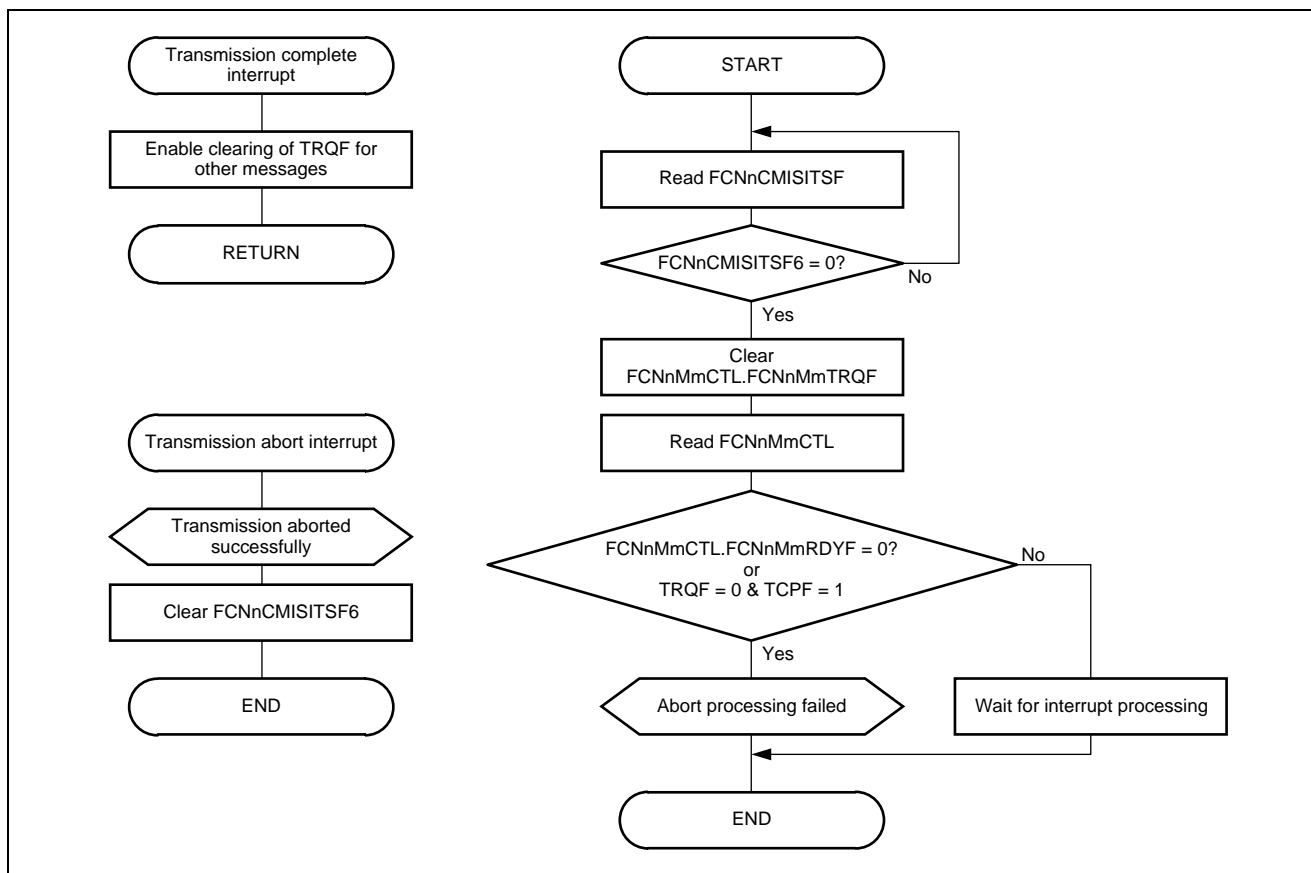 Transmission complete
interrupt
Enable clearing of TRQF for
other messages
RETURN
Transmission abort interrupt
Transmission aborted
successfully
Clear FCNnCMISITSF6
END
START
Read FCNnCMISITSF
FCNnCMISITSF6 = 0?
No
Yes
Clear
FCNnMmCTL.FCNnMmTRQF
Read FCNnMmCTL
FCNnMmCTL.FCNnMmRDYF = 0?
or
TRQF = 0 & TCPF = 1
No
Yes
Abort processing failed
Wait for interrupt processing
END